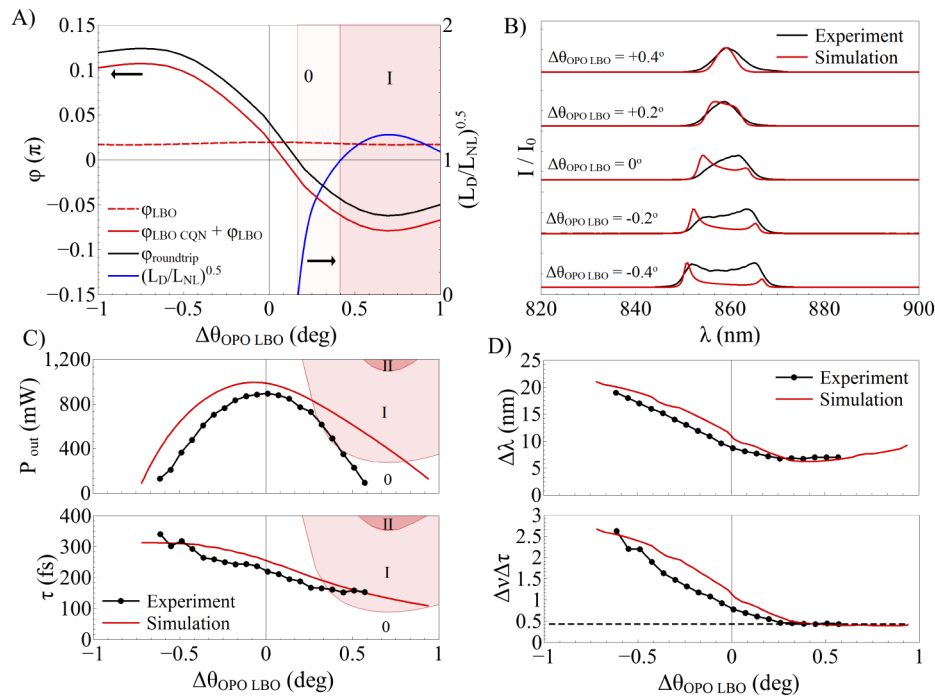 A)
φ (π)
0.15
0.1
0.05
0
-0.05
-0.1
0.15
-1
-0.5
0
0.5
1
Δθ_OPO LBO (deg)
2
1
0
(L_D/L_NL)^0.5
0
I
φ_LBO
φ_LBO CQN + φ_LBO
φ_roundtrip
(L_D/L_NL)^0.5
B)
I / I_0
Experiment
Simulation
Δθ_OPO LBO = +0.4°
Δθ_OPO LBO = +0.2°
Δθ_OPO LBO = 0°
Δθ_OPO LBO = -0.2°
Δθ_OPO LBO = -0.4°
820
840
860
880
900
λ (nm)
C)
P_out (mW)
1,200
800
400
0
II
I
0
τ (fs)
400
300
200
100
0
II
I
0
Experiment
Simulation
-1
-0.5
0
0.5
1
Δθ_OPO LBO (deg)
D)
Δλ (nm)
25
20
15
10
5
0
Experiment
Simulation
ΔνΔτ
3
2.5
2
1.5
1
0.5
0
-1
-0.5
0
0.5
1
Δθ_OPO LBO (deg)